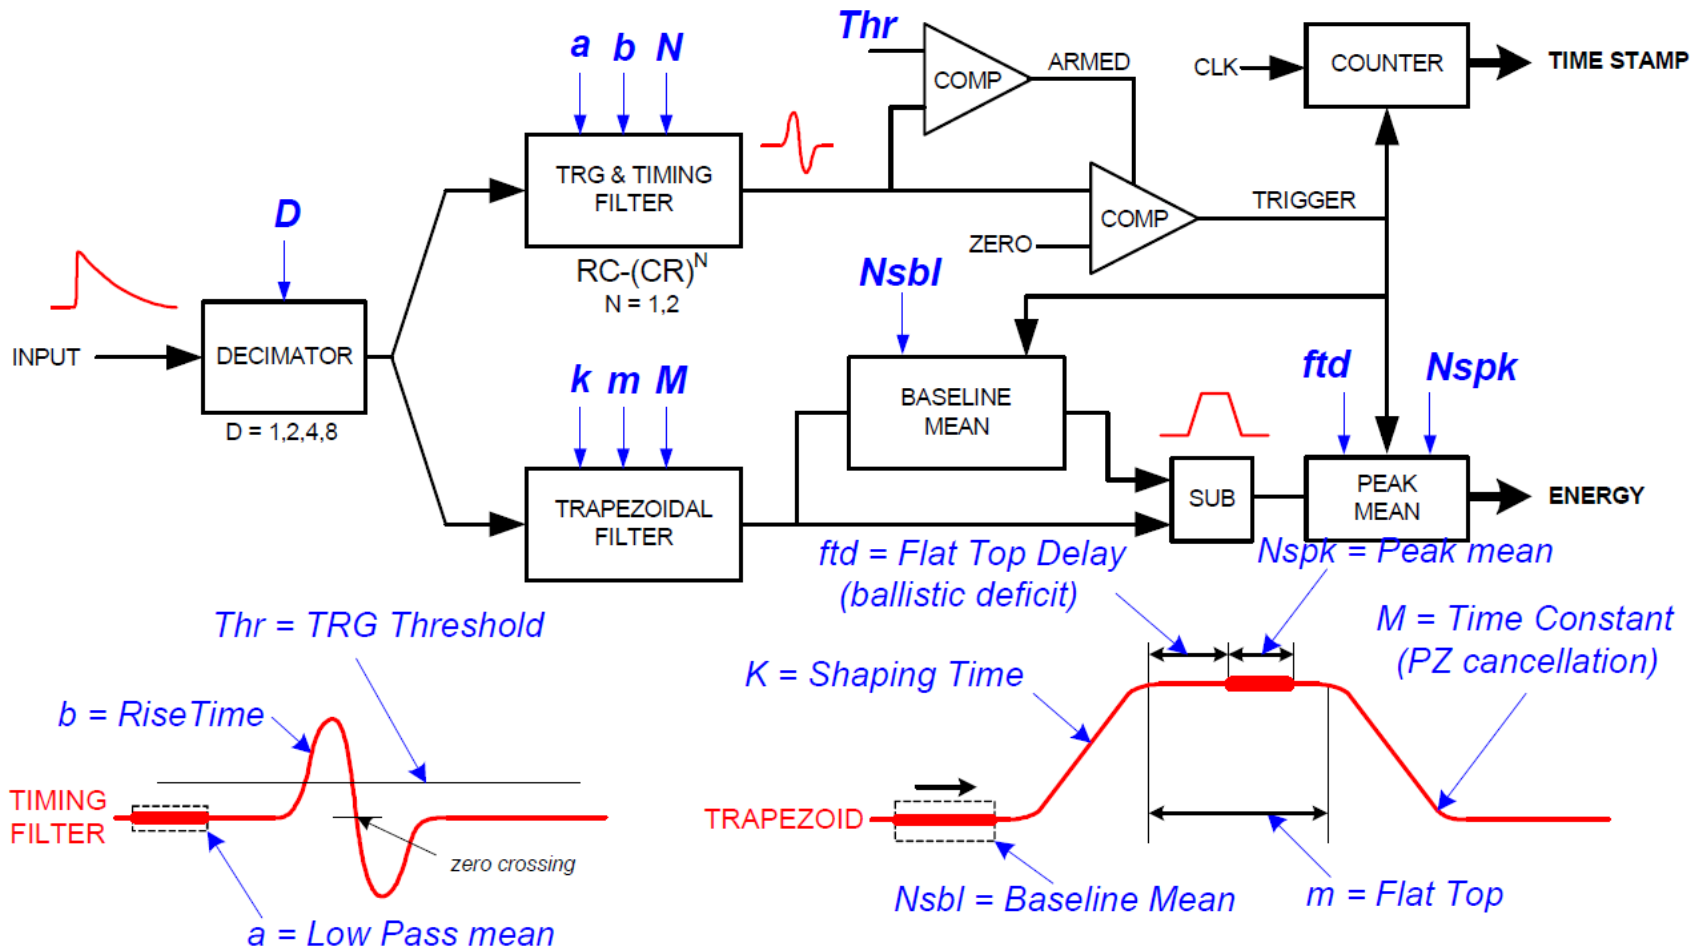 Thr
a b N
ARMED
COMP
CLK
COUNTER
TIME STAMP
TRG & TIMING
FILTER
D
COMP
TRIGGER
ZERO
RC-(CR)N
N = 1,2
Nsbl
INPUT
DECIMATOR
D = 1,2,4,8
k m M
BASELINE
MEAN
ftd
Nspk
TRAPEZOIDAL
FILTER
SUB
PEAK
MEAN
ENERGY
ftd = Flat Top Delay
(ballistic deficit)
Nspk = Peak mean
Thr = TRG Threshold
M = Time Constant
(PZ cancellation)
K = Shaping Time
b = RiseTime
TIMING
FILTER
TRAPEZOID
zero crossing
Nsbl = Baseline Mean
m = Flat Top
a = Low Pass mean